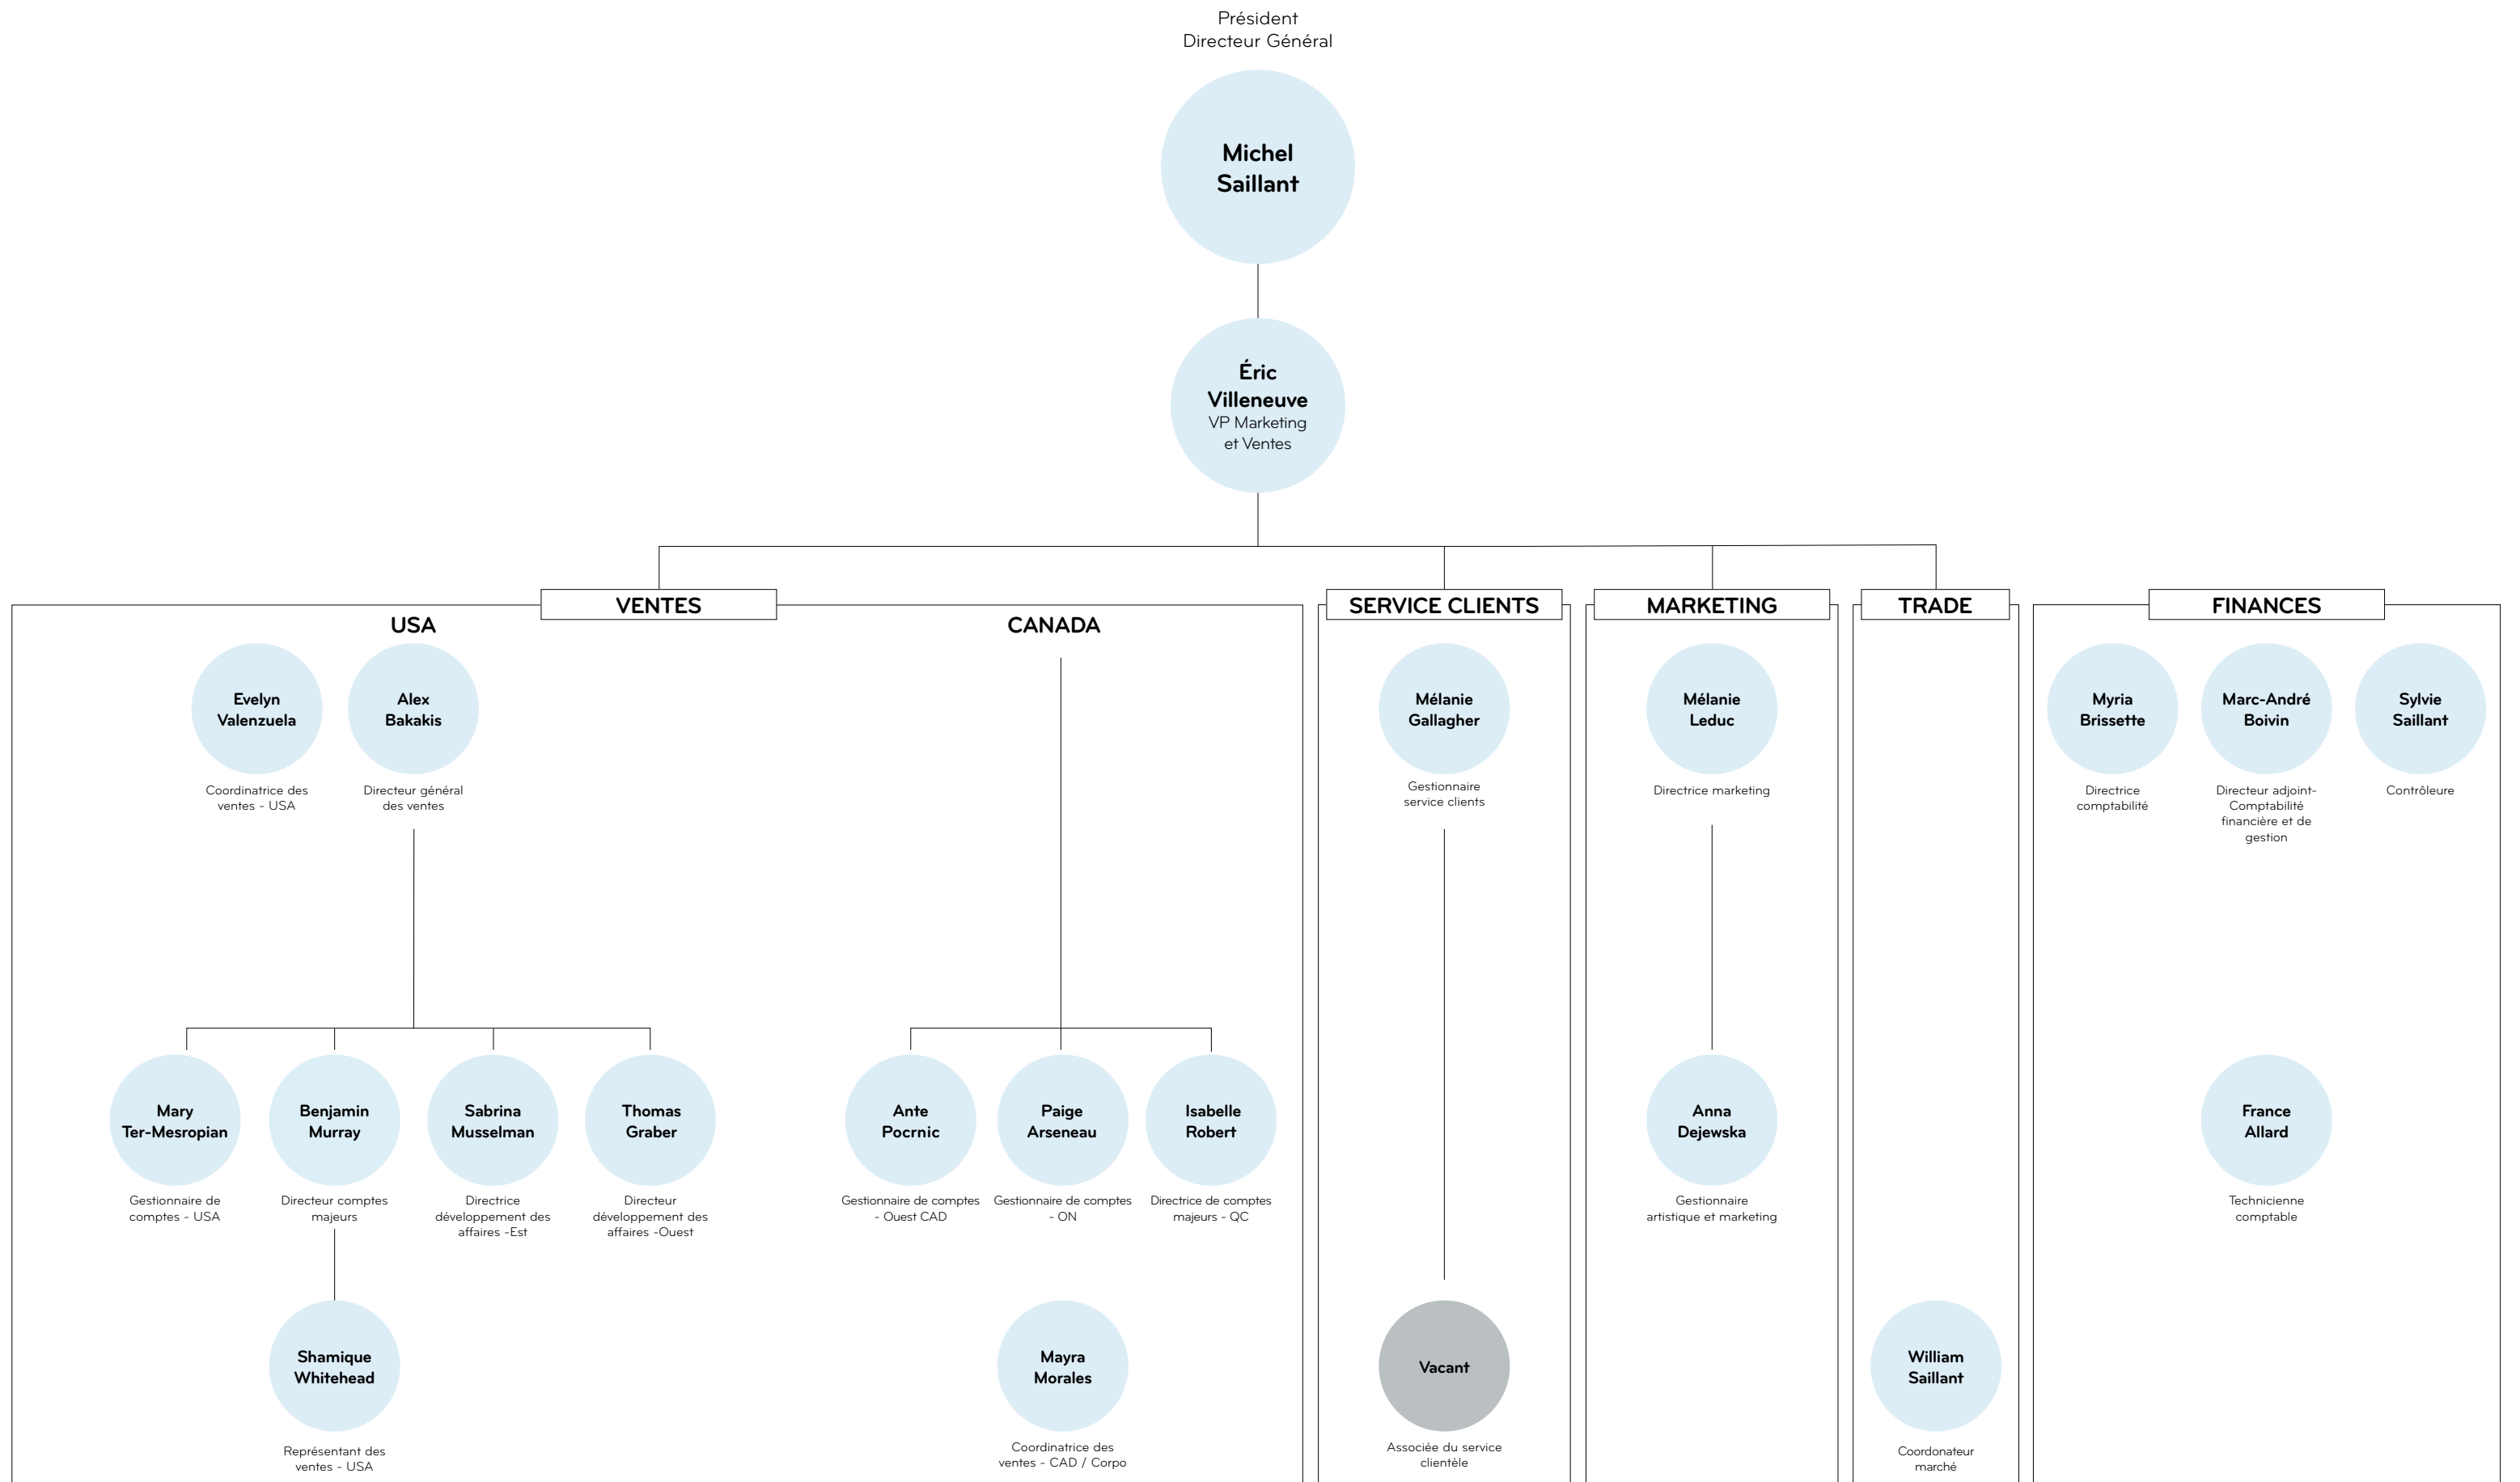 Président
Directeur Général
Michel
Saillant
Éric
Villeneuve
VP Marketing
et Ventes
VENTES
SERVICE CLIENTS
MARKETING
TRADE
FINANCES
USA
CANADA
Evelyn
Valenzuela
Coordinatrice des
ventes - USA
Alex
Bakakis
Directeur général
des ventes
Mélanie
Gallagher
Gestionnaire
service clients
Mélanie
Leduc
Directrice marketing
Myria
Brissette
Directrice
comptabilité
Marc-André
Boivin
Directeur adjoint-
Comptabilité
financière et de
gestion
Sylvie
Saillant
Contrôleure
Mary
Ter-Mesropian
Gestionnaire de
comptes - USA
Benjamin
Murray
Directeur comptes
majeurs
Sabrina
Musselman
Directrice
développement des
affaires -Est
Thomas
Graber
Directeur
développement des
affaires -Ouest
Ante
Pocrnic
Gestionnaire de comptes
- Ouest CAD
Paige
Arseneau
Gestionnaire de comptes
- ON
Isabelle
Robert
Directrice de comptes
majeurs - QC
Anna
Dejewska
Gestionnaire
artistique et marketing
France
Allard
Technicienne
comptable
Shamique
Whitehead
Représentant des
ventes - USA
Mayra
Morales
Coordinatrice des
ventes - CAD / Corpo
Vacant
Associée du service
clientèle
William
Saillant
Coordonateur
marché